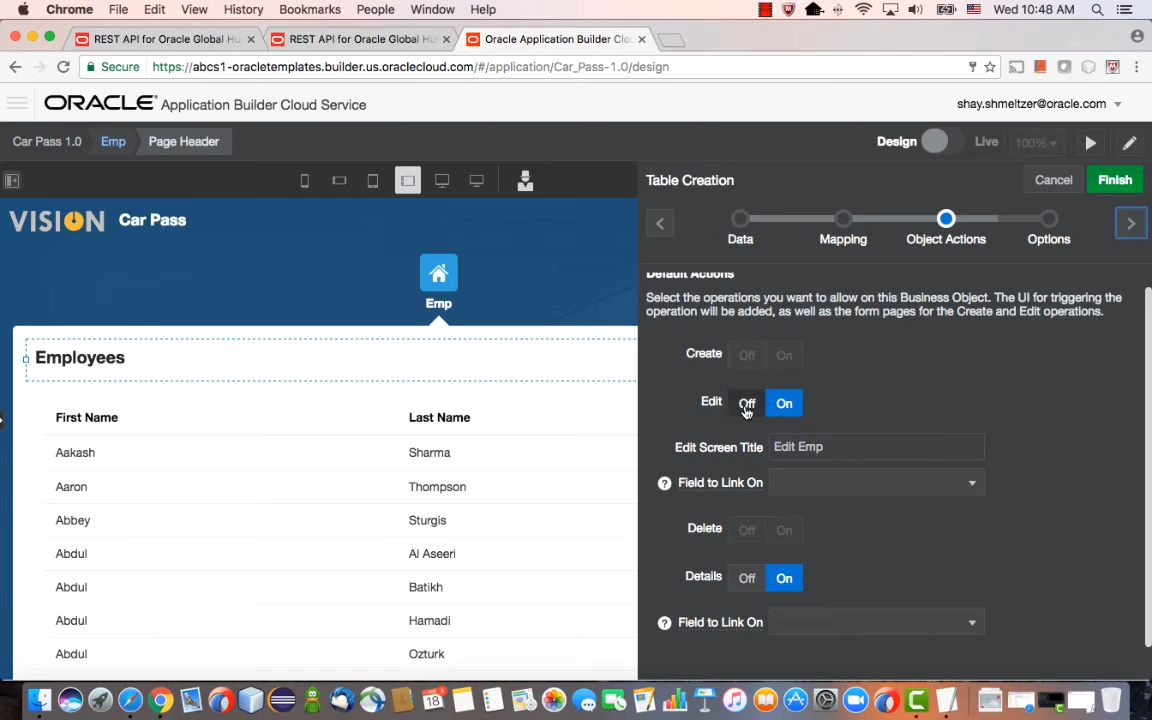 Chrome File Edit View History Bookmarks People Window Help Wed 10:48 AM
REST API for Oracle Global Hu × REST API for Oracle Global Hu × Oracle Application Builder Clou ×
Secure https://abcs1-oracletemplates.builder.us.oraclecloud.com/#/application/Car_Pass-1.0/design
ORACLE® Application Builder Cloud Service shay.shmeltzer@oracle.com
Car Pass 1.0 Emp Page Header Design Live 100%
Table Creation Cancel Finish
VISION Car Pass
Data Mapping Object Actions Options
Default Actions
Select the operations you want to allow on this Business Object. The UI for triggering the
operation will be added, as well as the form pages for the Create and Edit operations.
Emp
Employees
Create Off On
Edit Off On
First Name Last Name
Edit Screen Title Edit Emp
Aakash Sharma
? Field to Link On
Aaron Thompson
Abbey Sturgis
Delete Off On
Abdul Al Aseeri
Details Off On
Abdul Batikh
Abdul Hamadi
? Field to Link On
Abdul Ozturk
18